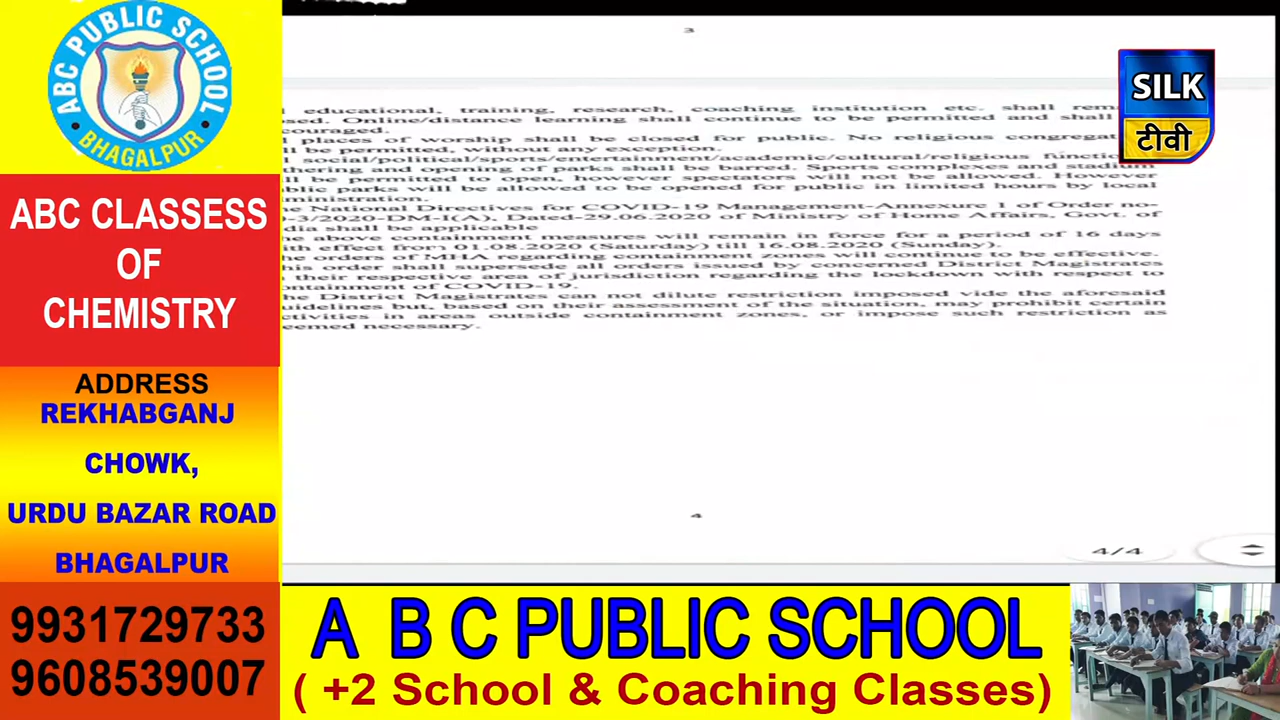 ABC PUBLIC SCHOOL
BHAGALPUR
ABC CLASSESS
OF
CHEMISTRY
ADDRESS
REKHABGANJ
CHOWK,
URDU BAZAR ROAD
BHAGALPUR
9931729733
9608539007
3
educational, training, research, coaching institution etc. shall
Online/distance learning shall continue to be permitted and shall
couraged.
places of worship shall be closed for public. No religious
be permitted, without any exception.
social/political/sports/entertainment/academic/cultural/religious
thering and opening of parks shall be barred. Sports complexes and stadium
ll be permitted to open, however spectators will not be allowed. However
blic parks will be allowed to be opened for public in limited hours by local
ministration.
he National Directives for COVID-19 Management-Annexure 1 of Order no-
-3/2020-DM-I(A), Dated-29.06.2020 of Ministry of Home Affairs, Govt. of
dia shall be applicable
he above containment measures will remain in force for a period of 16 days
ith effect from 01.08.2020 (Saturday) till 16.08.2020 (Sunday).
he orders of MHA regarding containment zones will continue to be effective.
his order shall supersede all orders issued by concerned District Magistrates
their respective area of jurisdiction regarding the lockdown with respect to
ontainment of COVID-19.
he District Magistrates can not dilute restriction imposed vide the aforesaid
uidelines but, based on their assessment of the situation, may prohibit certain
ctivities in areas outside containment zones, or impose such restriction as
eemed necessary.
4
4/4
SILK
टीवी
A B C PUBLIC SCHOOL
( +2 School & Coaching Classes)